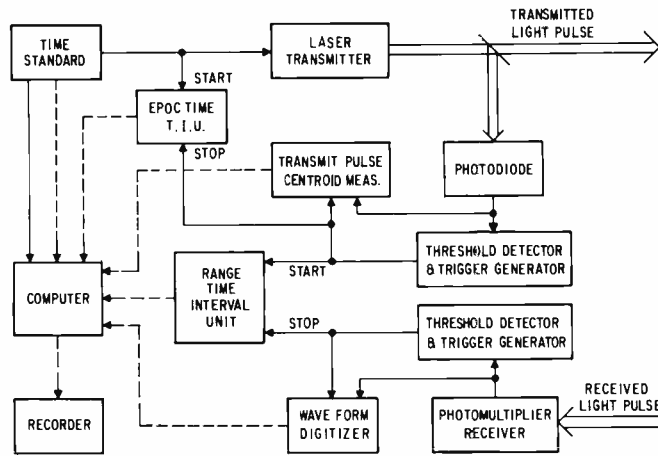 TRANSMITTED
LIGHT PULSE
TIME
STANDARD
LASER
TRANSMITTER
START
EPOC TIME
T.I.U.
STOP
TRANSMIT PULSE
CENTROID MEAS.
PHOTODIODE
THRESHOLD DETECTOR
& TRIGGER GENERATOR
START
RANGE
TIME
INTERVAL
UNIT
COMPUTER
STOP
THRESHOLD DETECTOR
& TRIGGER GENERATOR
RECEIVED
LIGHT PULSE
RECORDER
WAVE FORM
DIGITIZER
PHOTOMULTIPLIER
RECEIVER